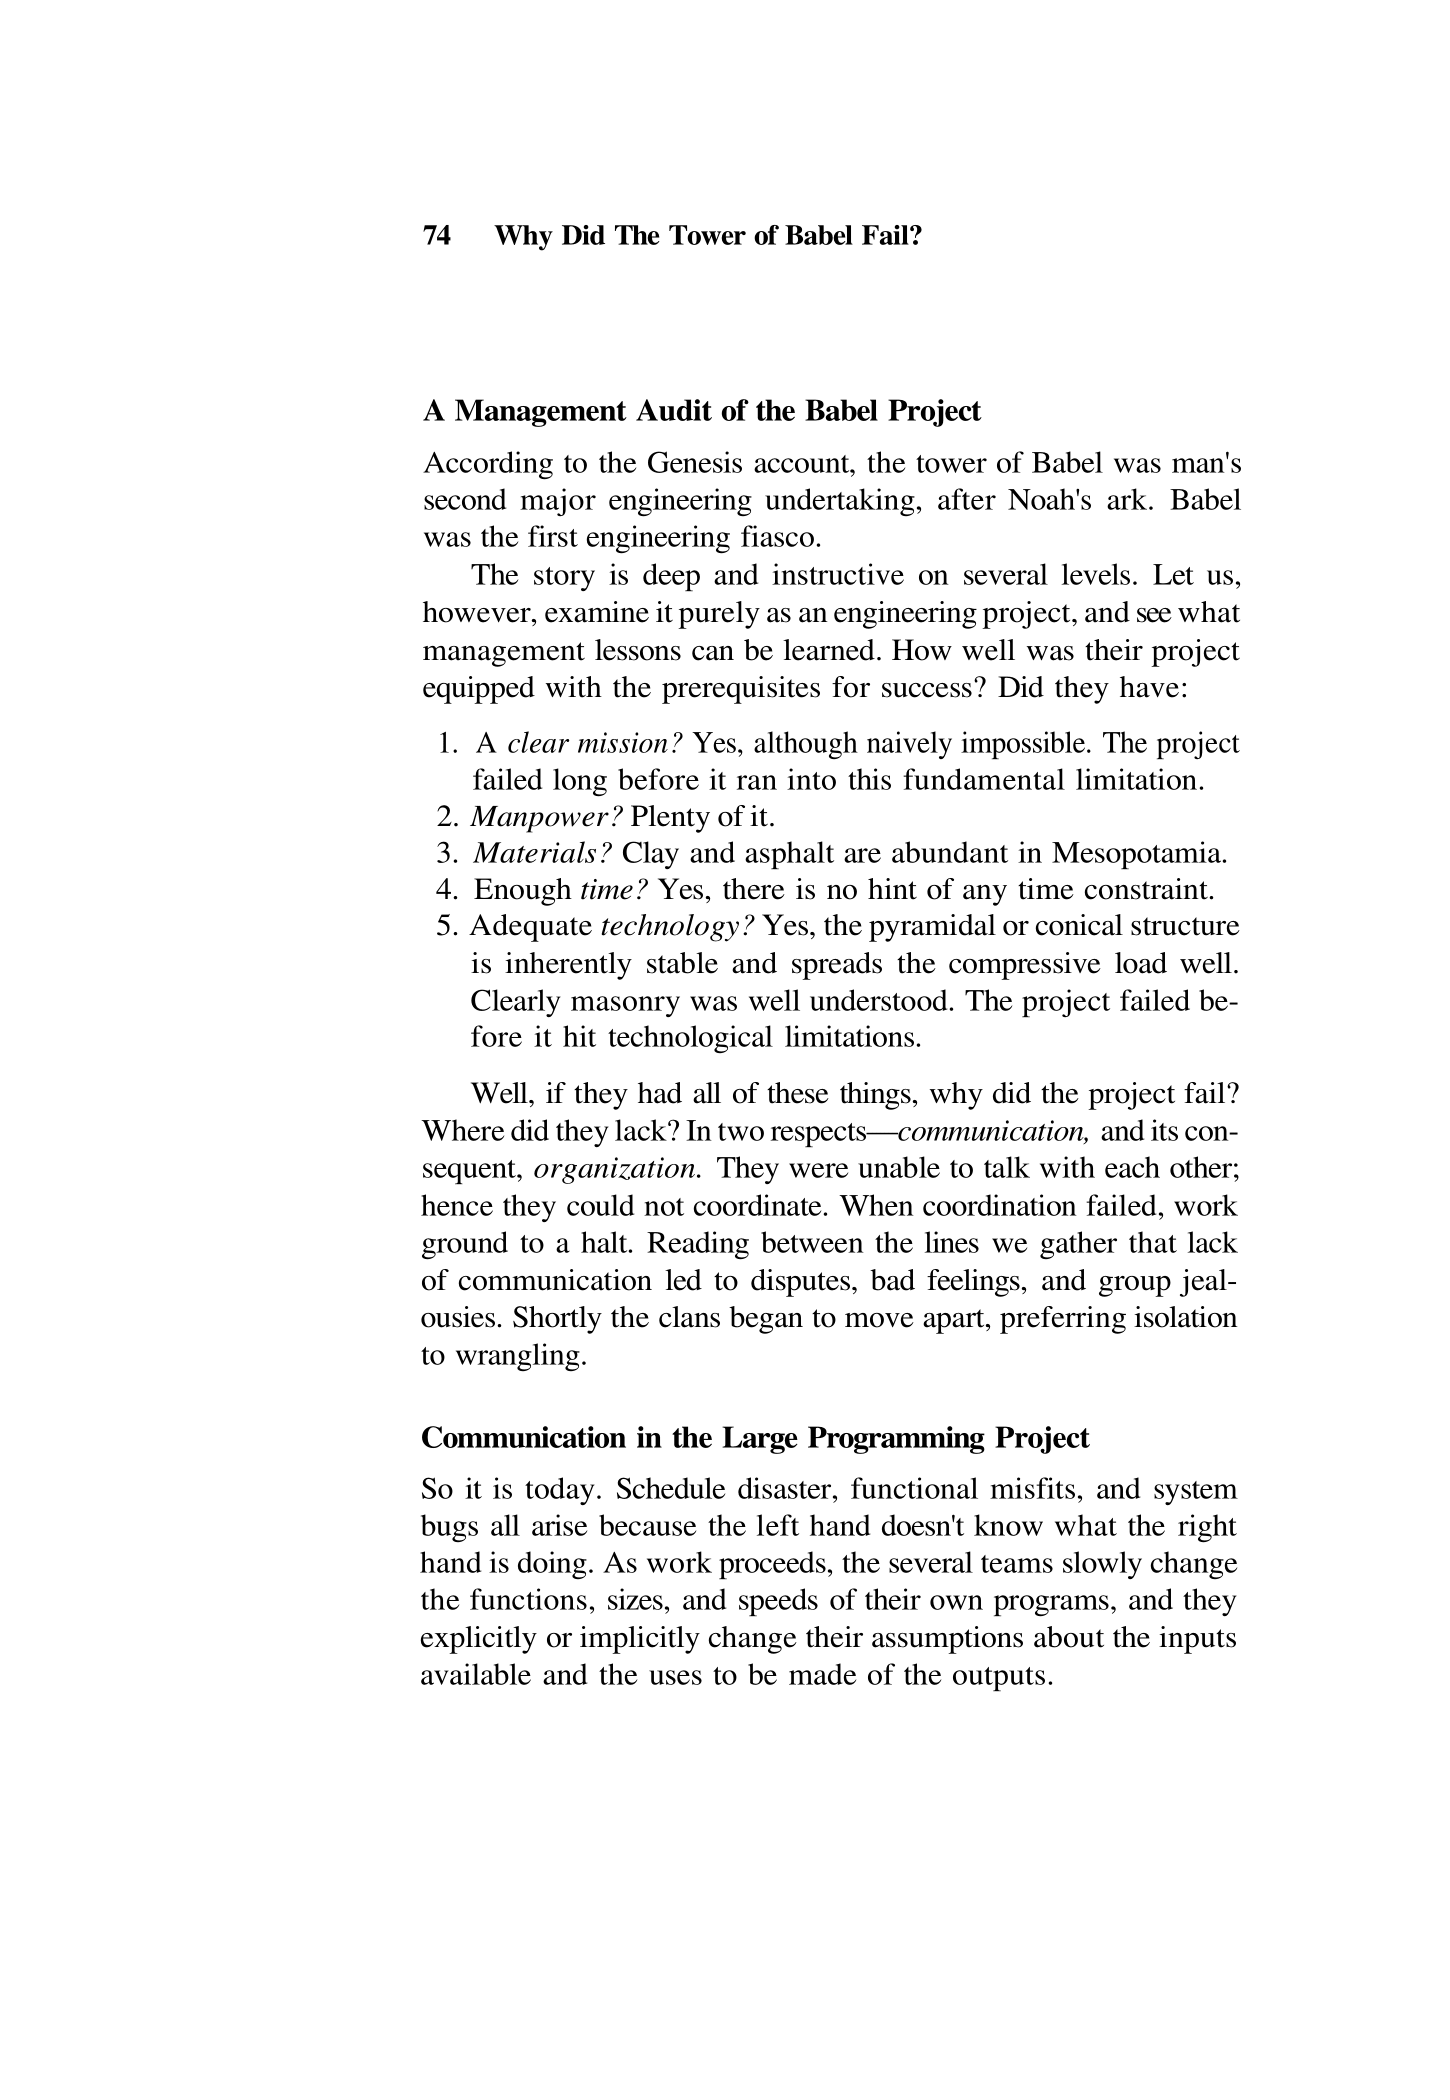 74 Why Did The Tower of Babel Fail?
A Management Audit of the Babel Project
According to the Genesis account, the tower of Babel was man's
second major engineering undertaking, after Noah's ark. Babel
was the first engineering fiasco.
The story is deep and instructive on several levels. Let us,
however, examine it purely as an engineering project, and see what
management lessons can be learned. How well was their project
equipped with the prerequisites for success? Did they have:
1. A clear mission? Yes, although naively impossible. The project
failed long before it ran into this fundamental limitation.
2. Manpower? Plenty of it.
3. Materials? Clay and asphalt are abundant in Mesopotamia.
4. Enough time? Yes, there is no hint of any time constraint.
5. Adequate technology? Yes, the pyramidal or conical structure
is inherently stable and spreads the compressive load well.
Clearly masonry was well understood. The project failed be-
fore it hit technological limitations.
Well, if they had all of these things, why did the project fail?
Where did they lack? In two respects—communication, and its con-
sequent, organization. They were unable to talk with each other;
hence they could not coordinate. When coordination failed, work
ground to a halt. Reading between the lines we gather that lack
of communication led to disputes, bad feelings, and group jeal-
ousies. Shortly the clans began to move apart, preferring isolation
to wrangling.
Communication in the Large Programming Project
So it is today. Schedule disaster, functional misfits, and system
bugs all arise because the left hand doesn't know what the right
hand is doing. As work proceeds, the several teams slowly change
the functions, sizes, and speeds of their own programs, and they
explicitly or implicitly change their assumptions about the inputs
available and the uses to be made of the outputs.